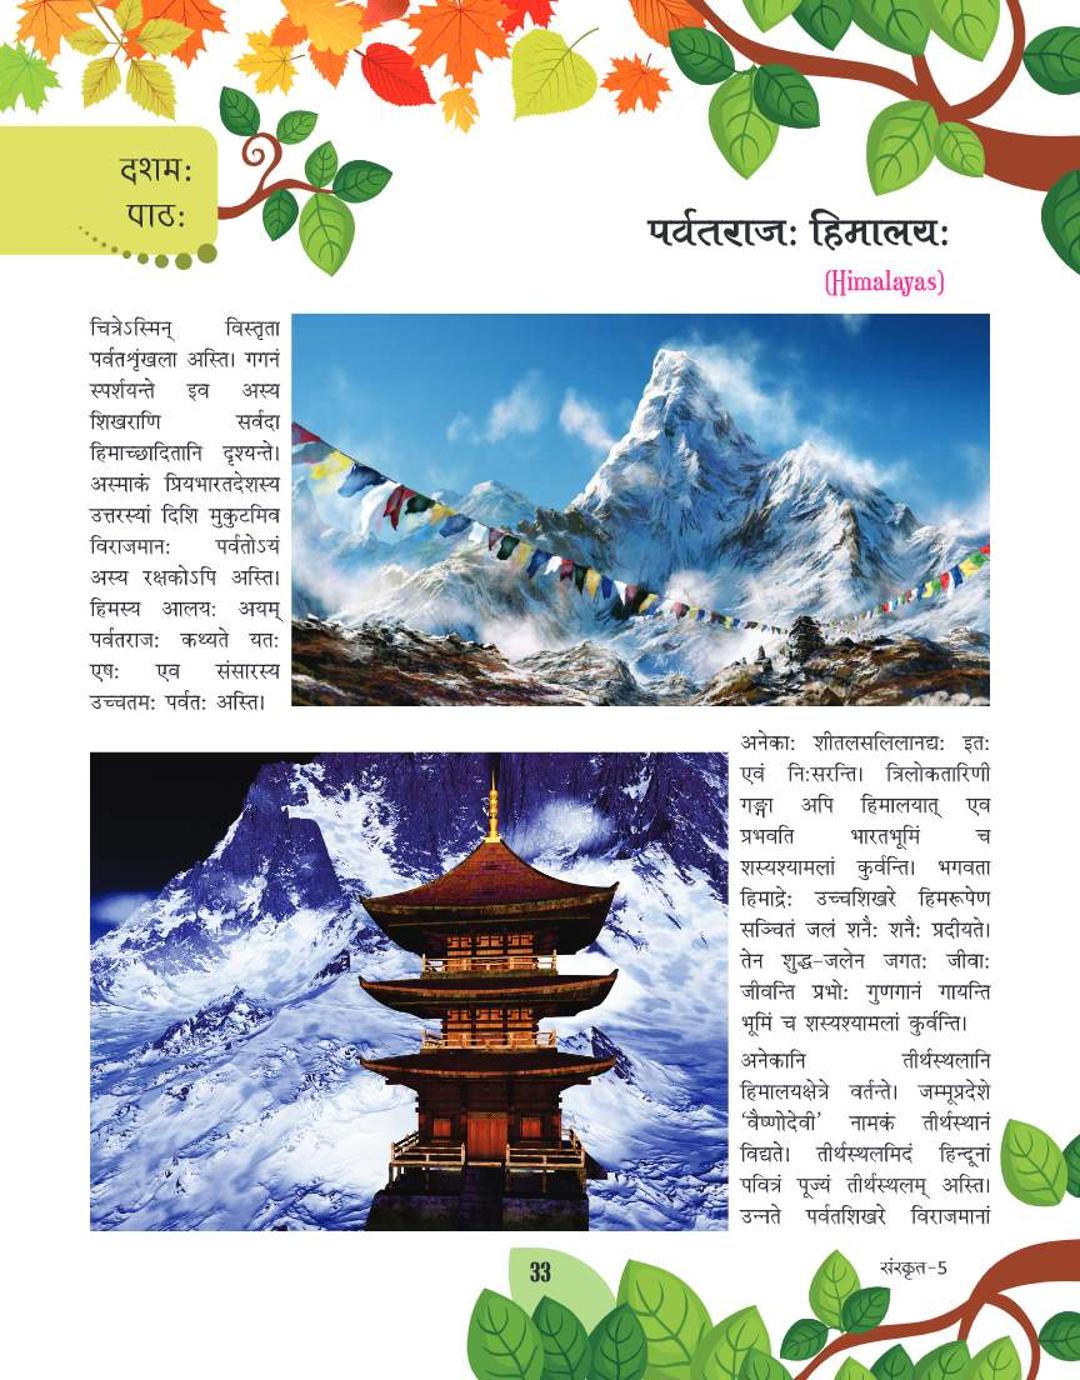 दशमः
पाठः
पर्वतराजः हिमालयः
(Himalayas)
चित्रेऽस्मिन् विस्तृता
पर्वतशृंखला अस्ति। गगनं
स्पर्शयन्ते इव अस्य
शिखराणि सर्वदा
हिमाच्छादितानि दृश्यन्ते।
अस्माकं प्रियभारतदेशस्य
उत्तरस्यां दिशि मुकुटमिव
विराजमानः पर्वतोऽयं
अस्य रक्षकोऽपि अस्ति।
हिमस्य आलयः अयम्
पर्वतराजः कथ्यते यतः
एषः एव संसारस्य
उच्चतमः पर्वतः अस्ति।
अनेकाः शीतलसलिलानद्यः इतः
एवं निःसरन्ति। त्रिलोकतारिणी
गङ्गा अपि हिमालयात् एव
प्रभवति भारतभूमिं च
शस्यश्यामलां कुर्वन्ति। भगवता
हिमाद्रेः उच्चशिखरे हिमरूपेण
सञ्चितं जलं शनैः शनैः प्रदीयते।
तेन शुद्ध-जलेन जगतः जीवाः
जीवन्ति प्रभोः गुणगानं गायन्ति
भूमिं च शस्यश्यामलां कुर्वन्ति।
अनेकानि तीर्थस्थलानि
हिमालयक्षेत्रे वर्तन्ते। जम्मूप्रदेशे
‘वैष्णोदेवी’ नामकं तीर्थस्थानं
विद्यते। तीर्थस्थलमिदं हिन्दूनां
पवित्रं पूज्यं तीर्थस्थलम् अस्ति।
उन्नते पर्वतशिखरे विराजमानां
33
संस्कृत-5